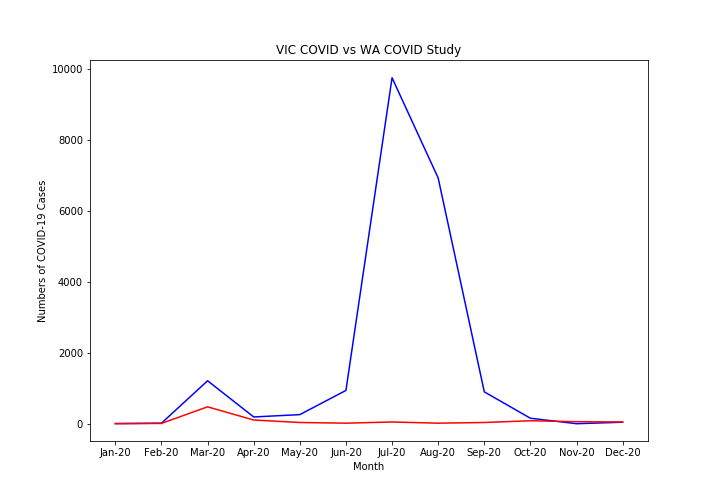 VIC COVID vs WA COVID Study
Numbers of COVID-19 Cases
10000
8000
6000
4000
2000
0
Jan-20 Feb-20 Mar-20 Apr-20 May-20 Jun-20 Jul-20 Aug-20 Sep-20 Oct-20 Nov-20 Dec-20
Month